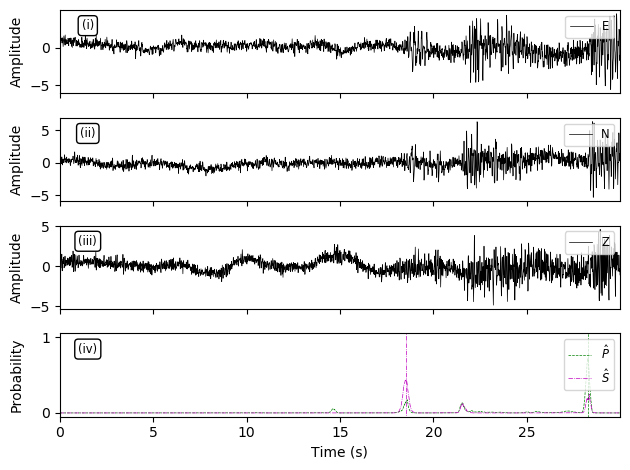 (i)
E
Amplitude
0
−5
(ii)
N
Amplitude
5
0
−5
(iii)
Z
Amplitude
5
0
−5
(iv)
P̂
Ŝ
Probability
1
0
0 5 10 15 20 25
Time (s)